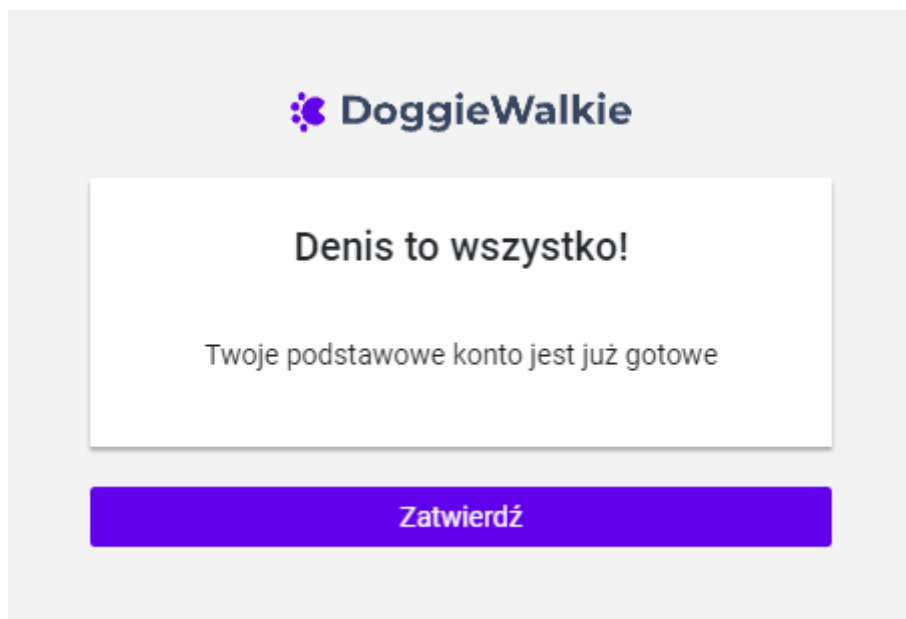 DoggieWalkie
Denis to wszystko!
Twoje podstawowe konto jest już gotowe
Zatwierdź